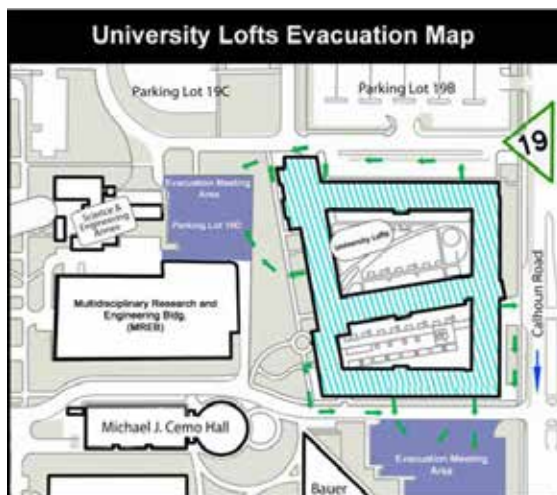 University Lofts Evacuation Map
Parking Lot 19C
Parking Lot 19B
19
Evacuation Meeting
Area
Parking Lot 19C
Science &
Engineering
Annex
University Lofts
Multidisciplinary Research and
Engineering Bldg.
(MREB)
Calhoun Road
Michael J. Cemo Hall
Evacuation Meeting
Area
Bauer